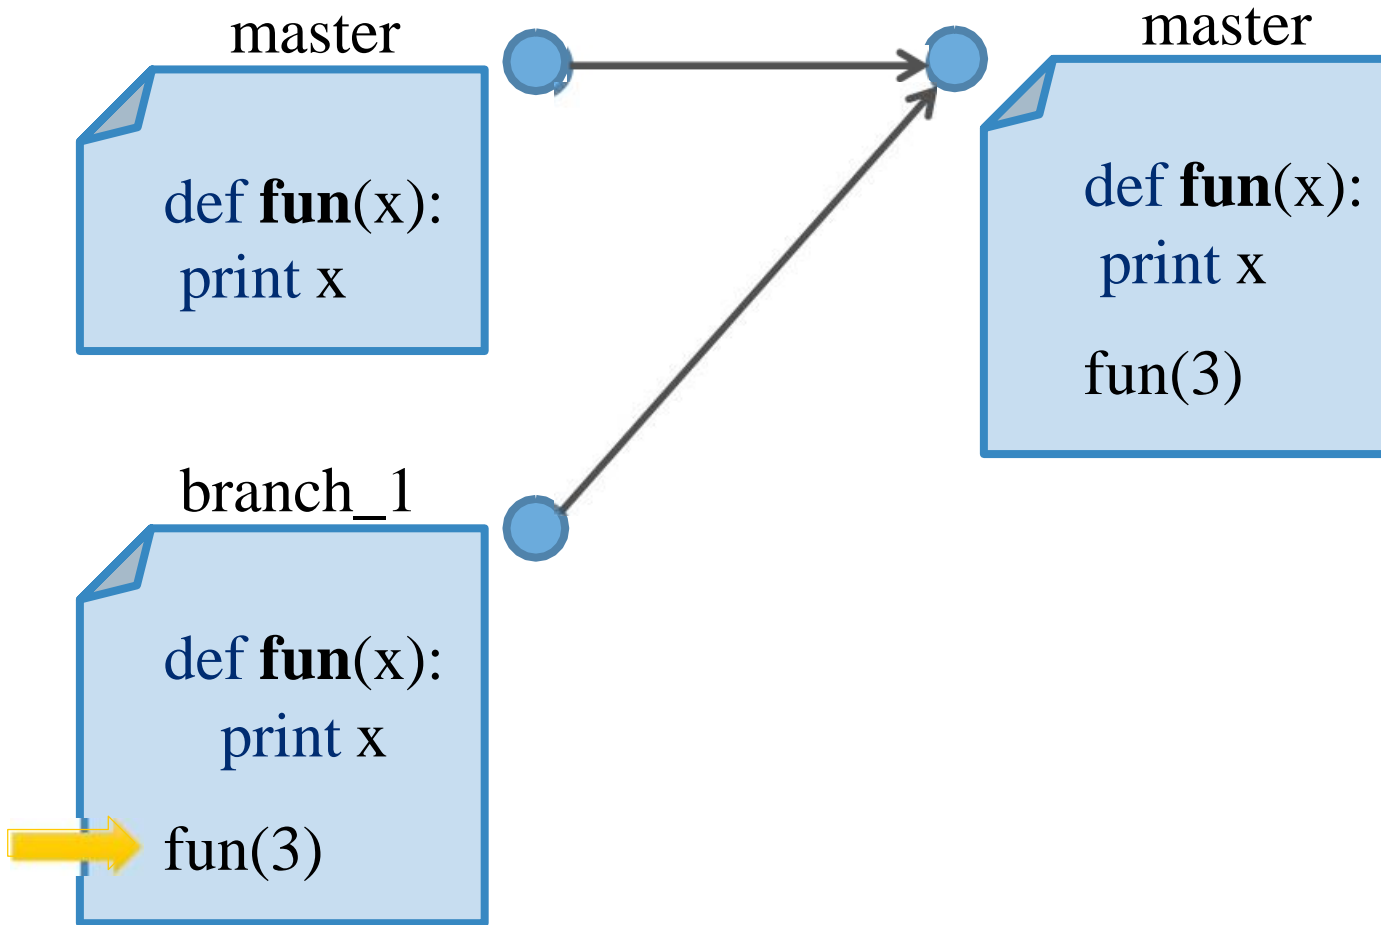 master
def fun(x):
print x
branch_1
def fun(x):
print x
fun(3)
master
def fun(x):
print x
fun(3)